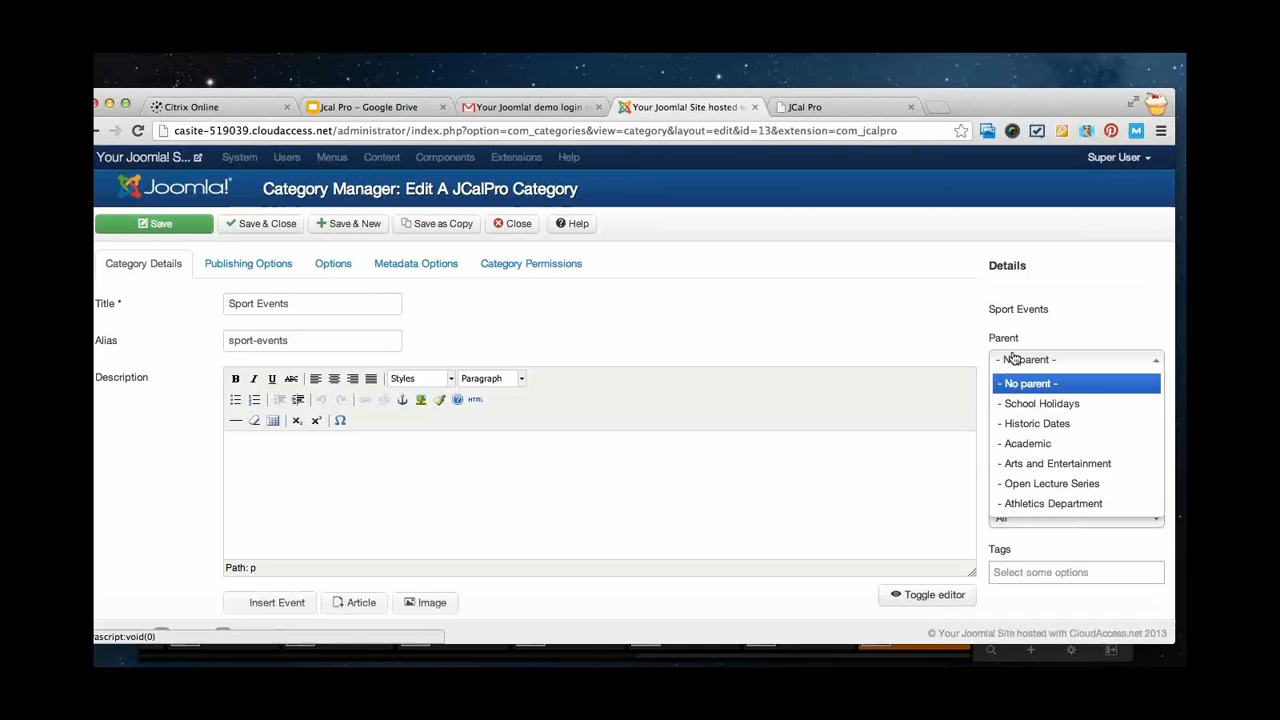 Citrix Online
Jcal Pro – Google Drive
Your Joomla! demo login
Your Joomla! Site hosted
JCal Pro
casite-519039.cloudaccess.net/administrator/index.php?option=com_categories&view=category&layout=edit&id=13&extension=com_jcalpro
Your Joomla! S... System Users Menus Content Components Extensions Help Super User
Joomla! Category Manager: Edit A JCalPro Category
Save Save & Close Save & New Save as Copy Close Help
Category Details Publishing Options Options Metadata Options Category Permissions
Title * Sport Events
Alias sport-events
Description
B I U ABC Styles Paragraph
HTML
Path: p
Insert Event Article Image
Toggle editor
Details
Sport Events
Parent
- No parent -
- No parent -
- School Holidays
- Historic Dates
- Academic
- Arts and Entertainment
- Open Lecture Series
- Athletics Department
Tags
Select some options
vascript:void(0)
© Your Joomla! Site hosted with CloudAccess.net 2013